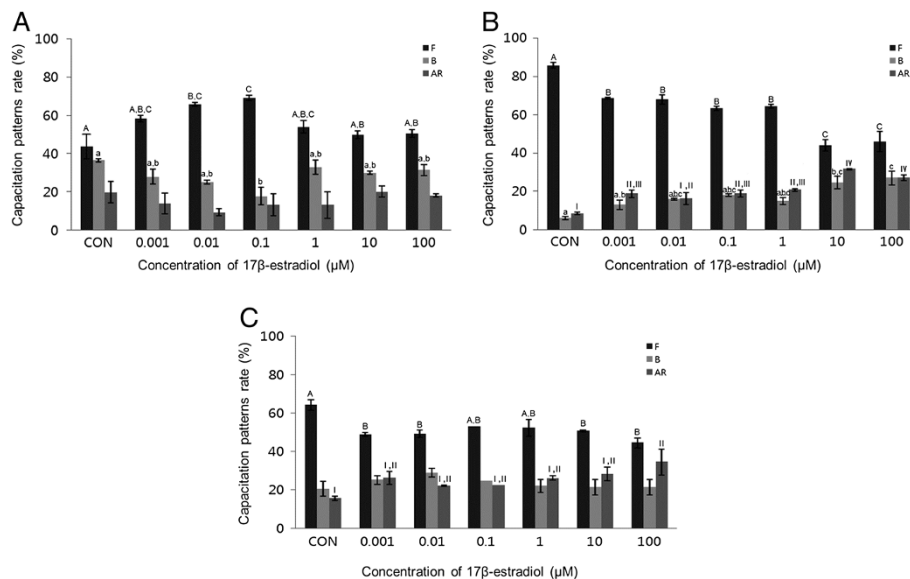 A
Capacitation patterns rate (%)
100
80
60
40
20
0
F
B
AR
A
a
A,B,C
a,b
B,C
a,b
C
b
A,B,C
a,b
A,B
a,b
A,B
a,b
CON 0.001 0.01 0.1 1 10 100
Concentration of 17β-estradiol (µM)
B
Capacitation patterns rate (%)
100
80
60
40
20
0
F
B
AR
A
a
I
B
a,b
II,III
B
abc
I,II
B
abc
II,III
B
abc
II,III
C
b,c
IV
C
c
IV
CON 0.001 0.01 0.1 1 10 100
Concentration of 17β-estradiol (µM)
C
Capacitation patterns rate (%)
100
80
60
40
20
0
F
B
AR
A
I
B
I,II
B
I,II
A,B
I,II
A,B
I,II
B
I,II
B
II
CON 0.001 0.01 0.1 1 10 100
Concentration of 17β-estradiol (µM)